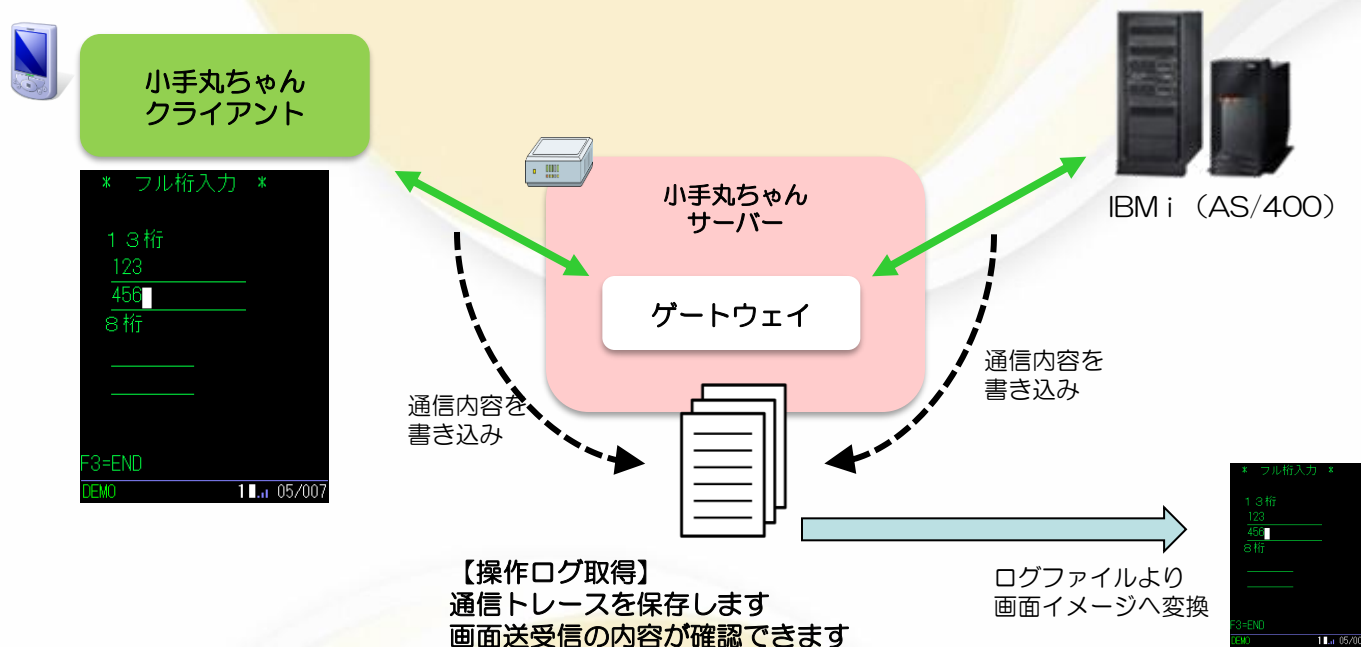 小手丸ちゃん
クライアント
* フル桁入力 *
13桁
123
456
8桁
F3=END
DEMO 1 05/007
小手丸ちゃん
サーバー
ゲートウェイ
IBM i (AS/400)
通信内容を
書き込み
通信内容を
書き込み
【操作ログ取得】
通信トレースを保存します
画面送受信の内容が確認できます
ログファイルより
画面イメージへ変換
* フル桁入力 *
13桁
123
456
8桁
F3=END
DEMO 1 05/00